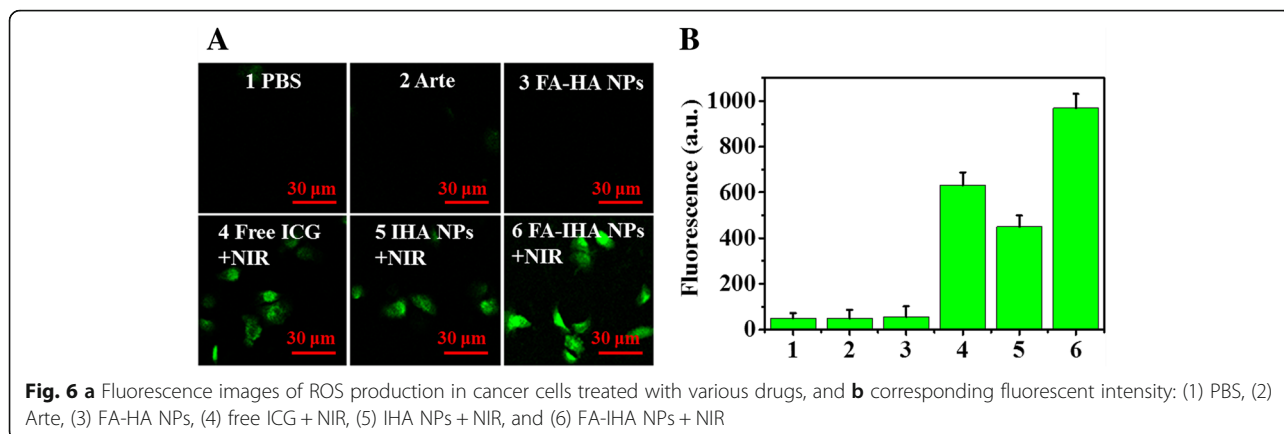 A
B
1 PBS
2 Arte
3 FA-HA NPs
30 µm
30 µm
30 µm
4 Free ICG
+NIR
5 IHA NPs
+NIR
6 FA-IHA NPs
+NIR
30 µm
30 µm
30 µm
Fluorescence (a.u.)
1000
800
600
400
200
0
1 2 3 4 5 6
Fig. 6 a Fluorescence images of ROS production in cancer cells treated with various drugs, and b corresponding fluorescent intensity: (1) PBS, (2)
Arte, (3) FA-HA NPs, (4) free ICG + NIR, (5) IHA NPs + NIR, and (6) FA-IHA NPs + NIR